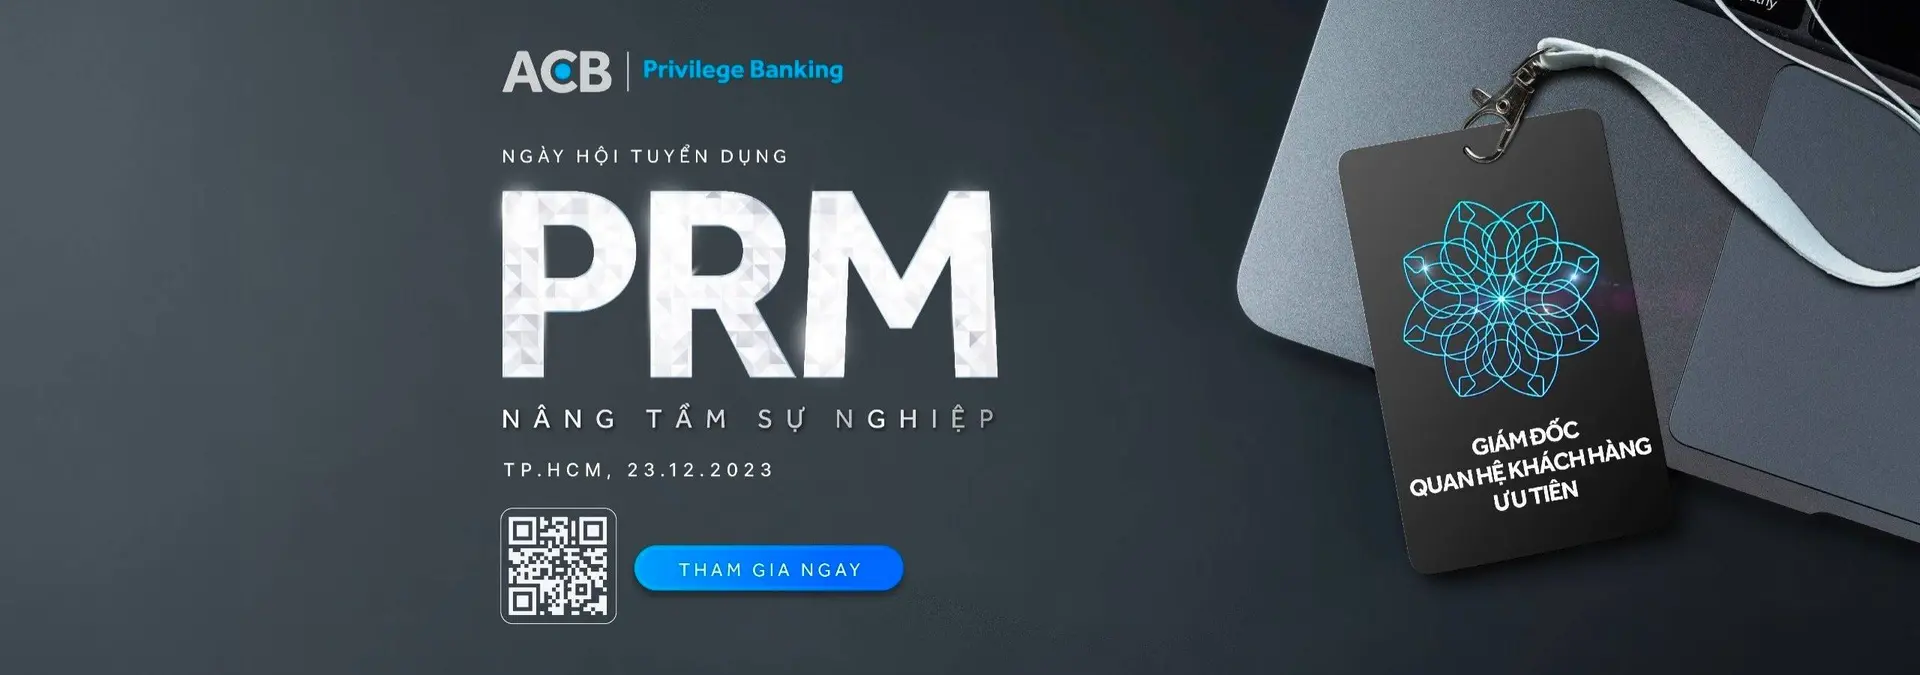 ACB | Privilege Banking
NGÀY HỘI TUYỂN DỤNG
PRM
NÂNG TẦM SỰ NGHIỆP
TP.HCM, 23.12.2023
THAM GIA NGAY
GIÁM ĐỐC
QUAN HỆ KHÁCH HÀNG
ƯU TIÊN